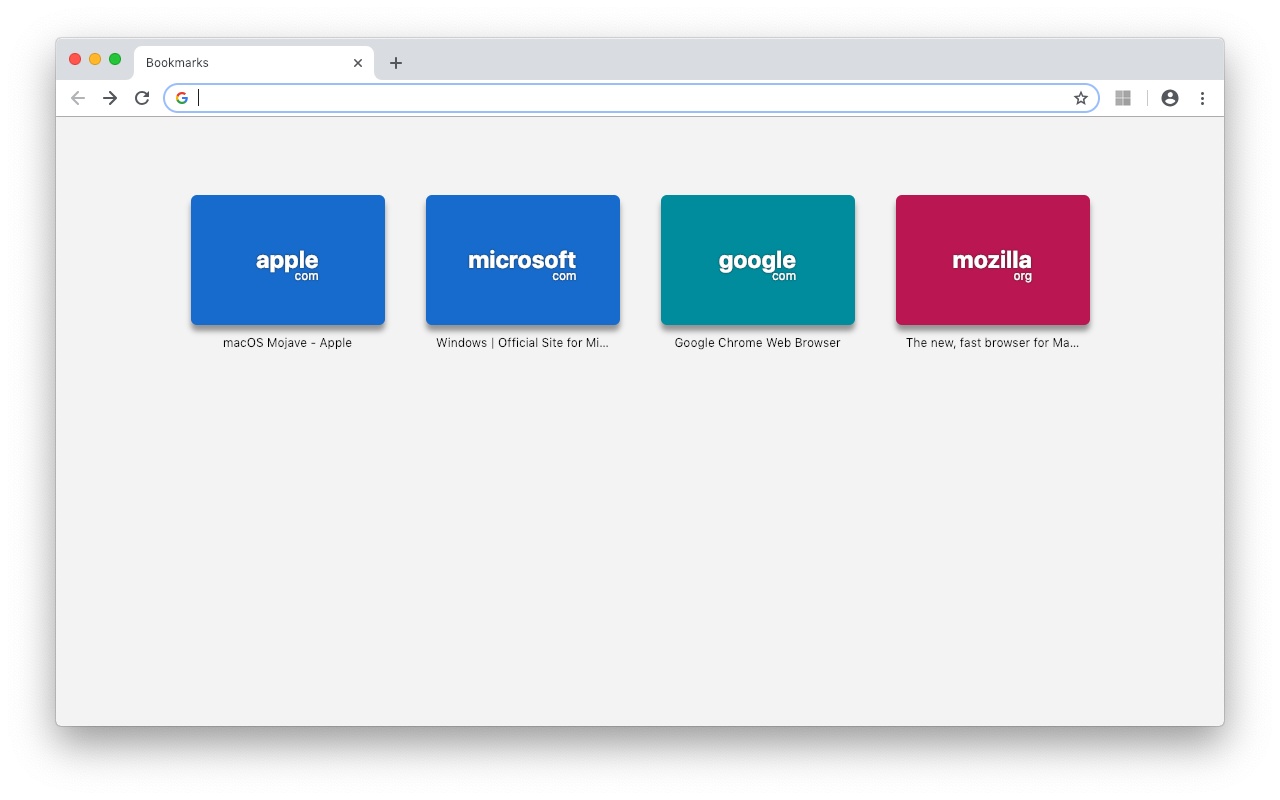 Bookmarks
apple
com
microsoft
com
google
com
mozilla
org
macOS Mojave - Apple
Windows | Official Site for Mi...
Google Chrome Web Browser
The new, fast browser for Ma...